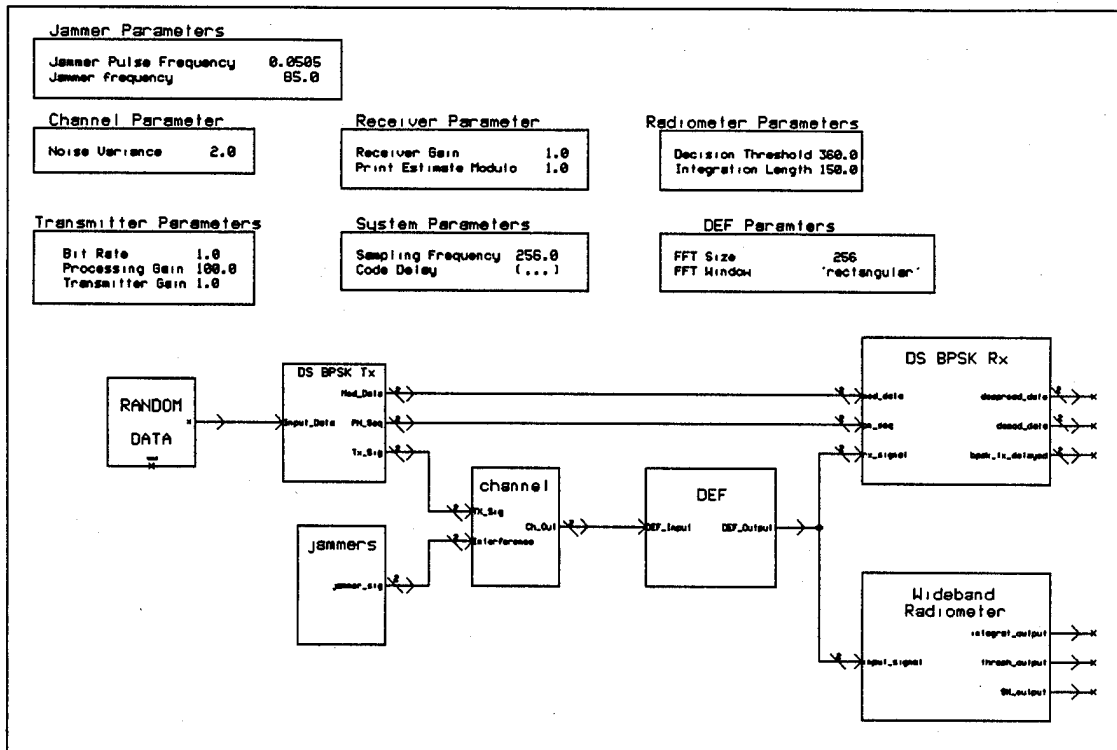 Jammer Parameters
Jammer Pulse Frequency 0.0505
Jammer frequency 85.0
Channel Parameter
Noise Variance 2.0
Receiver Parameter
Receiver Gain 1.0
Print Estimate Modulo 1.0
Radiometer Parameters
Decision Threshold 360.0
Integration Length 150.0
Transmitter Parameters
Bit Rate 1.0
Processing Gain 100.0
Transmitter Gain 1.0
System Parameters
Sampling Frequency 256.0
Code Delay (...)
DEF Paramters
FFT Size 256
FFT Window 'rectangular'
RANDOM
DATA
x
DS BPSK Tx
Input_Data
Mod_Data
PN_Seq
Tx_Sig
jammers
jammer_sig
channel
TX_Sig
Interference
Ch_Out
DEF
DEF_Input
DEF_Output
DS BPSK Rx
mod_data
pn_seq
rx_signal
despread_data
demod_data
bpsk_tx_delayed
Wideband
Radiometer
input_signal
integrat_output
thresh_output